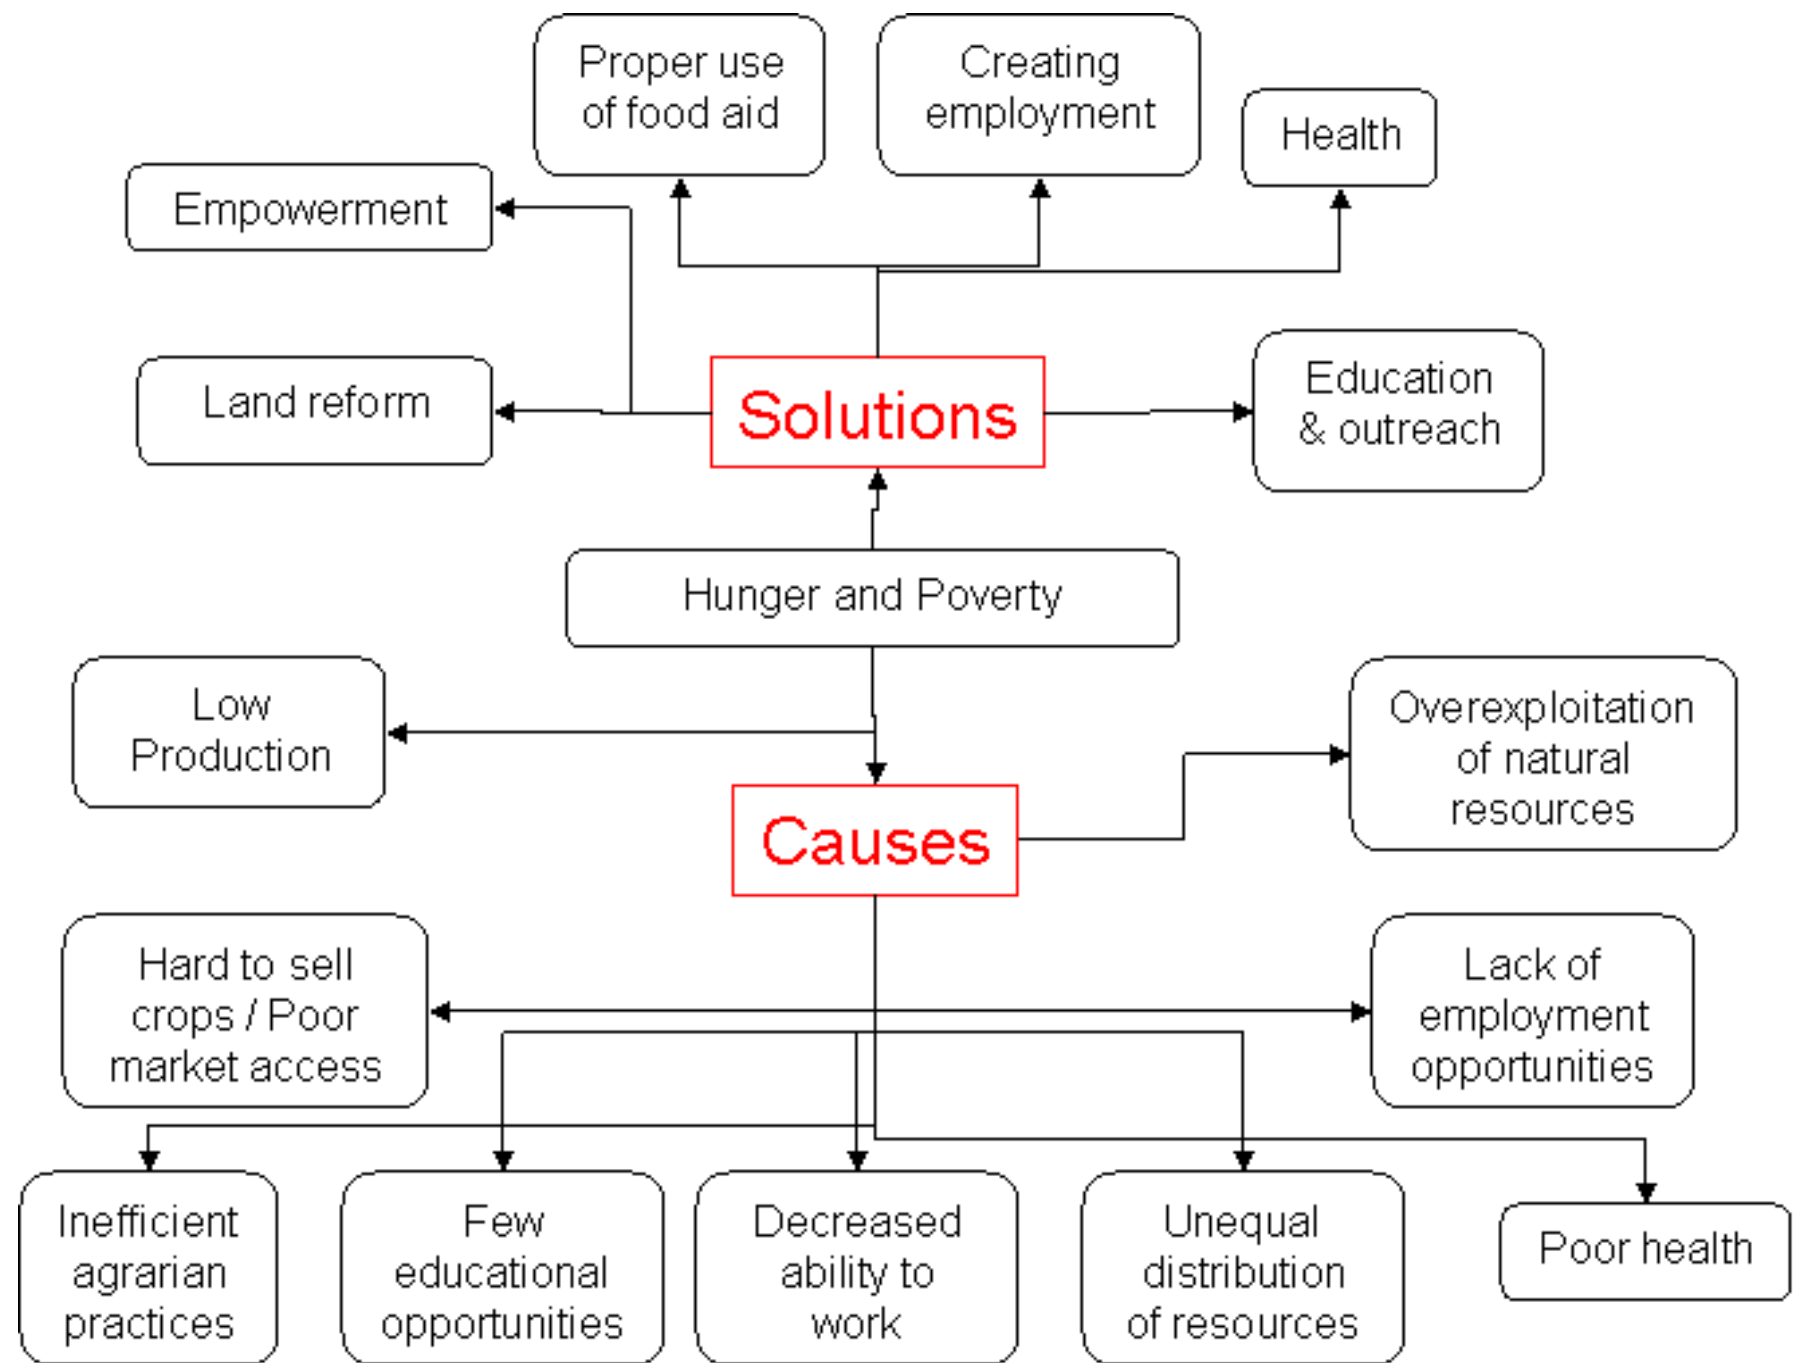 Proper use
of food aid
Creating
employment
Health
Empowerment
Land reform
Solutions
Education
& outreach
Hunger and Poverty
Low
Production
Overexploitation
of natural
resources
Causes
Hard to sell
crops / Poor
market access
Lack of
employment
opportunities
Inefficient
agrarian
practices
Few
educational
opportunities
Decreased
ability to
work
Unequal
distribution
of resources
Poor health